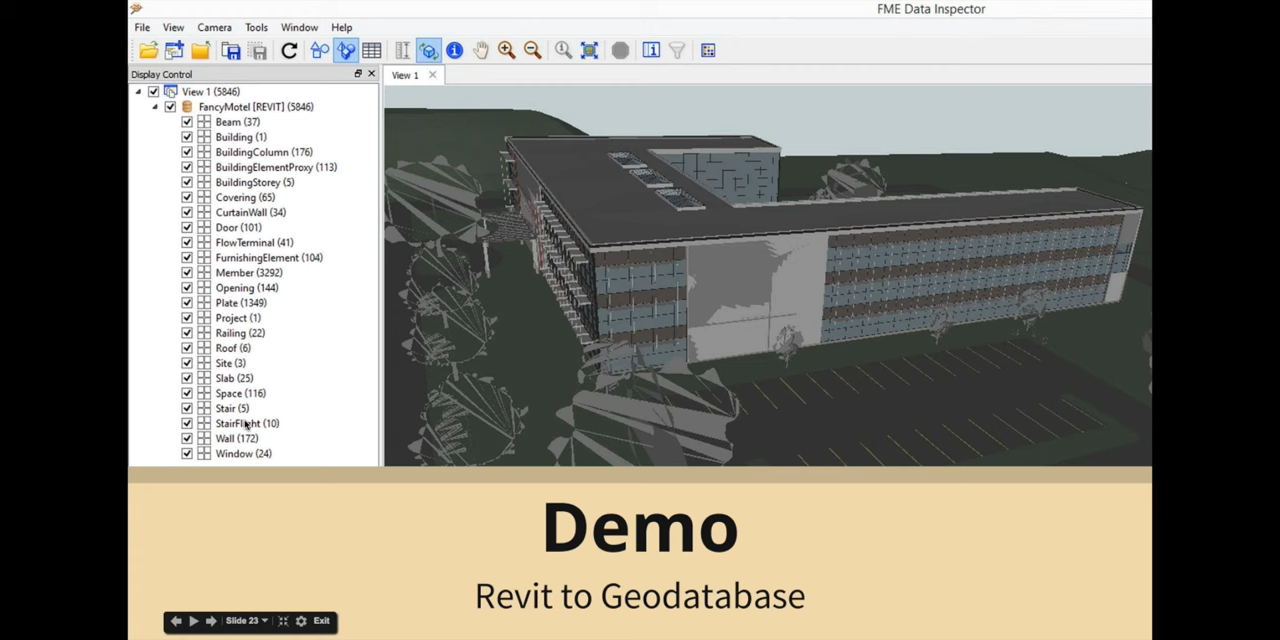 FME Data Inspector
File View Camera Tools Window Help
Display Control
View 1
View 1 (5846)
FancyMotel [REVIT] (5846)
Beam (37)
Building (1)
BuildingColumn (176)
BuildingElementProxy (113)
BuildingStorey (5)
Covering (65)
CurtainWall (34)
Door (101)
FlowTerminal (41)
FurnishingElement (104)
Member (3292)
Opening (144)
Plate (1349)
Project (1)
Railing (22)
Roof (6)
Site (3)
Slab (25)
Space (116)
Stair (5)
StairFlight (10)
Wall (172)
Window (24)
Demo
Revit to Geodatabase
Slide 23 Exit